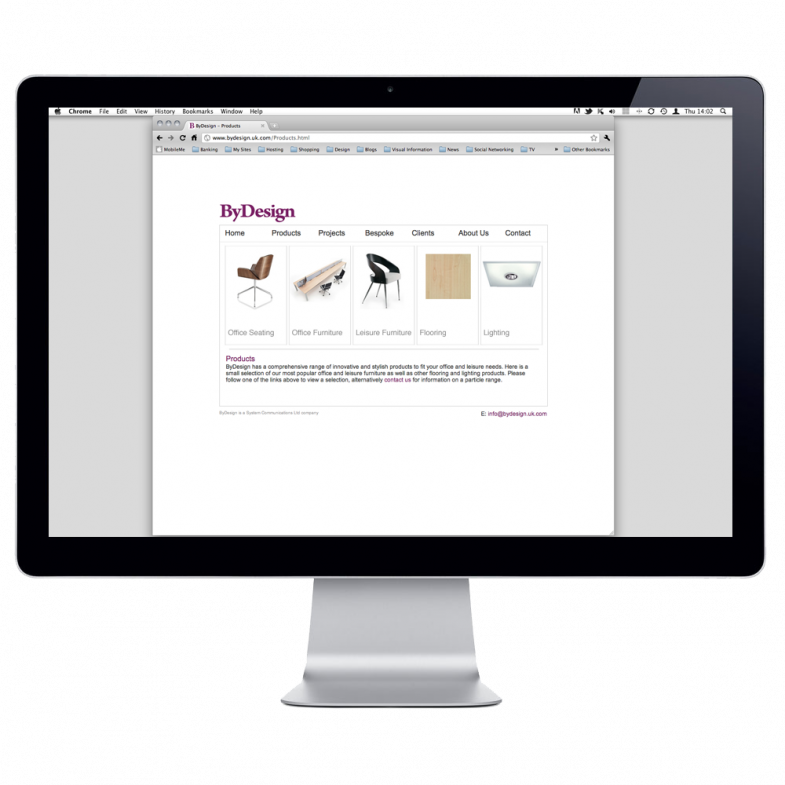 Chrome File Edit View History Bookmarks Window Help Thu 14:02
ByDesign - Products
www.bydesign.uk.com/Products.html
MobileMe Banking My Sites Hosting Shopping Design Blogs Visual Information News Social Networking TV Other Bookmarks
ByDesign
Home Products Projects Bespoke Clients About Us Contact
Office Seating Office Furniture Leisure Furniture Flooring Lighting
Products
ByDesign has a comprehensive range of innovative and stylish products to fit your office and leisure needs. Here is a
small selection of our most popular office and leisure furniture as well as other flooring and lighting products. Please
follow one of the links above to view a selection, alternatively contact us for information on a particle range.
ByDesign is a System Communications Ltd company E: info@bydesign.uk.com